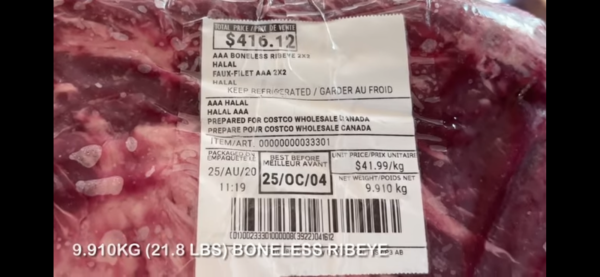 TOTAL PRICE / PRIX DE VENTE
$416.12
AAA BONELESS RIBEYE 2X2
HALAL
FAUX-FILET AAA 2X2
HALAL
KEEP REFRIGERATED / GARDER AU FROID
AAA HALAL
HALAL AAA
PREPARED FOR COSTCO WHOLESALE CANADA
PREPARE POUR COSTCO WHOLESALE CANADA
ITEM/ART. 00000000033301
PACKAGED
EMPAQUETÉ
25/AU/20
11:19
BEST BEFORE
MEILLEUR AVANT
25/OC/04
UNIT PRICE/PRIX UNITAIRE
$41.99/kg
NET WEIGHT/POIDS NET
9.910 kg
AB
9.910KG (21.8 LBS) BONELESS RIBEYE